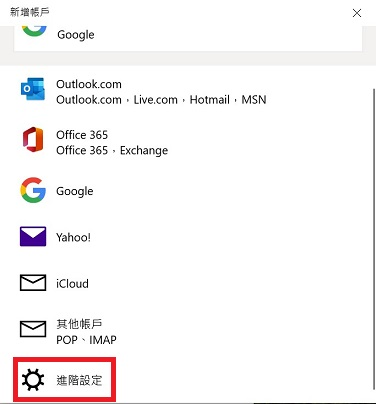 新增帳戶
Google
Outlook.com
Outlook.com，Live.com，Hotmail，MSN
Office 365
Office 365，Exchange
Google
Yahoo!
iCloud
其他帳戶
POP、IMAP
進階設定